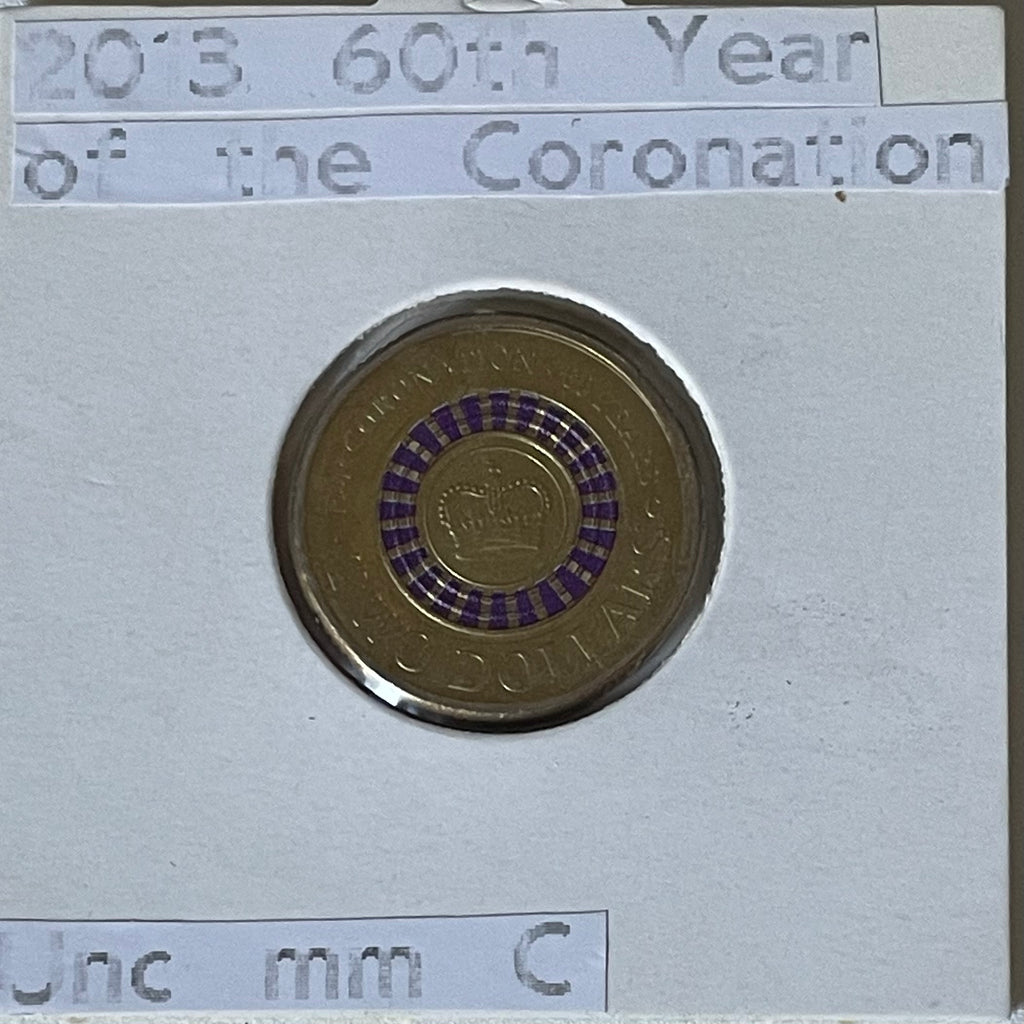 2013 60th Year
of the Coronation
CORONATION
TWO DOLLARS
Unc mm C